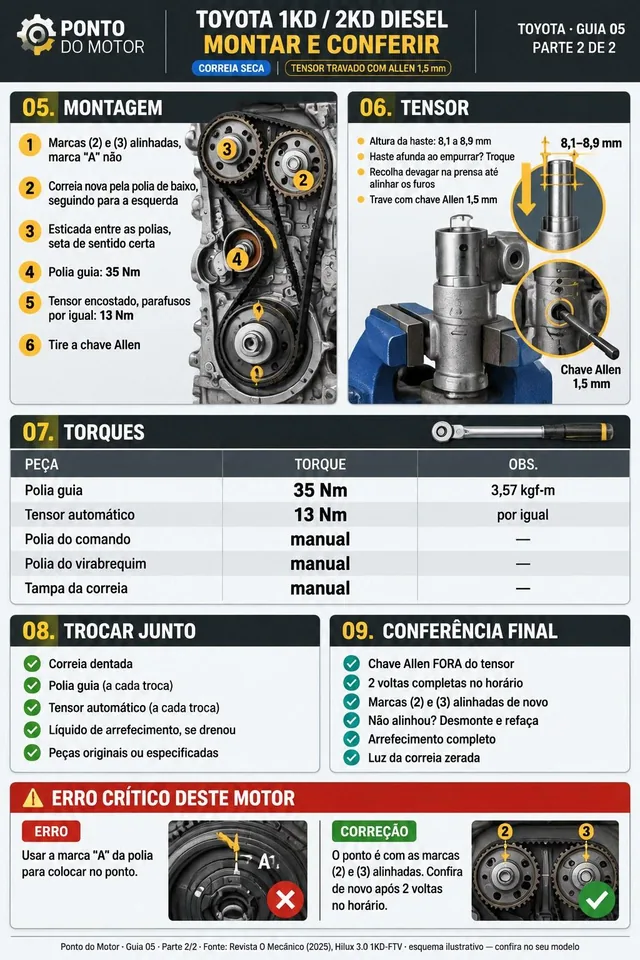 PONTO
DO MOTOR
TOYOTA 1KD / 2KD DIESEL
MONTAR E CONFERIR
CORREIA SECA
TENSOR TRAVADO COM ALLEN 1,5 mm
TOYOTA · GUIA 05
PARTE 2 DE 2
05. MONTAGEM
1 Marcas (2) e (3) alinhadas,
marca "A" não
2 Correia nova pela polia de baixo,
seguindo para a esquerda
3 Esticada entre as polias,
seta de sentido certa
4 Polia guia: 35 Nm
5 Tensor encostado, parafusos
por igual: 13 Nm
6 Tire a chave Allen
3
2
4
06. TENSOR
Altura da haste: 8,1 a 8,9 mm
Haste afunda ao empurrar? Troque
Recolha devagar na prensa até
alinhar os furos
Trave com chave Allen 1,5 mm
8,1–8,9 mm
Chave Allen
1,5 mm
07. TORQUES
PEÇA TORQUE OBS.
Polia guia 35 Nm 3,57 kgf-m
Tensor automático 13 Nm por igual
Polia do comando manual —
Polia do virabrequim manual —
Tampa da correia manual —
08. TROCAR JUNTO
Correia dentada
Polia guia (a cada troca)
Tensor automático (a cada troca)
Líquido de arrefecimento, se drenou
Peças originais ou especificadas
09. CONFERÊNCIA FINAL
Chave Allen FORA do tensor
2 voltas completas no horário
Marcas (2) e (3) alinhadas de novo
Não alinhou? Desmonte e refaça
Arrefecimento completo
Luz da correia zerada
ERRO CRÍTICO DESTE MOTOR
ERRO
Usar a marca "A" da polia
para colocar no ponto.
A
CORREÇÃO
O ponto é com as marcas
(2) e (3) alinhadas. Confira
de novo após 2 voltas
no horário.
2 3
Ponto do Motor · Guia 05 · Parte 2/2 · Fonte: Revista O Mecânico (2025), Hilux 3.0 1KD-FTV · esquema ilustrativo — confira no seu modelo